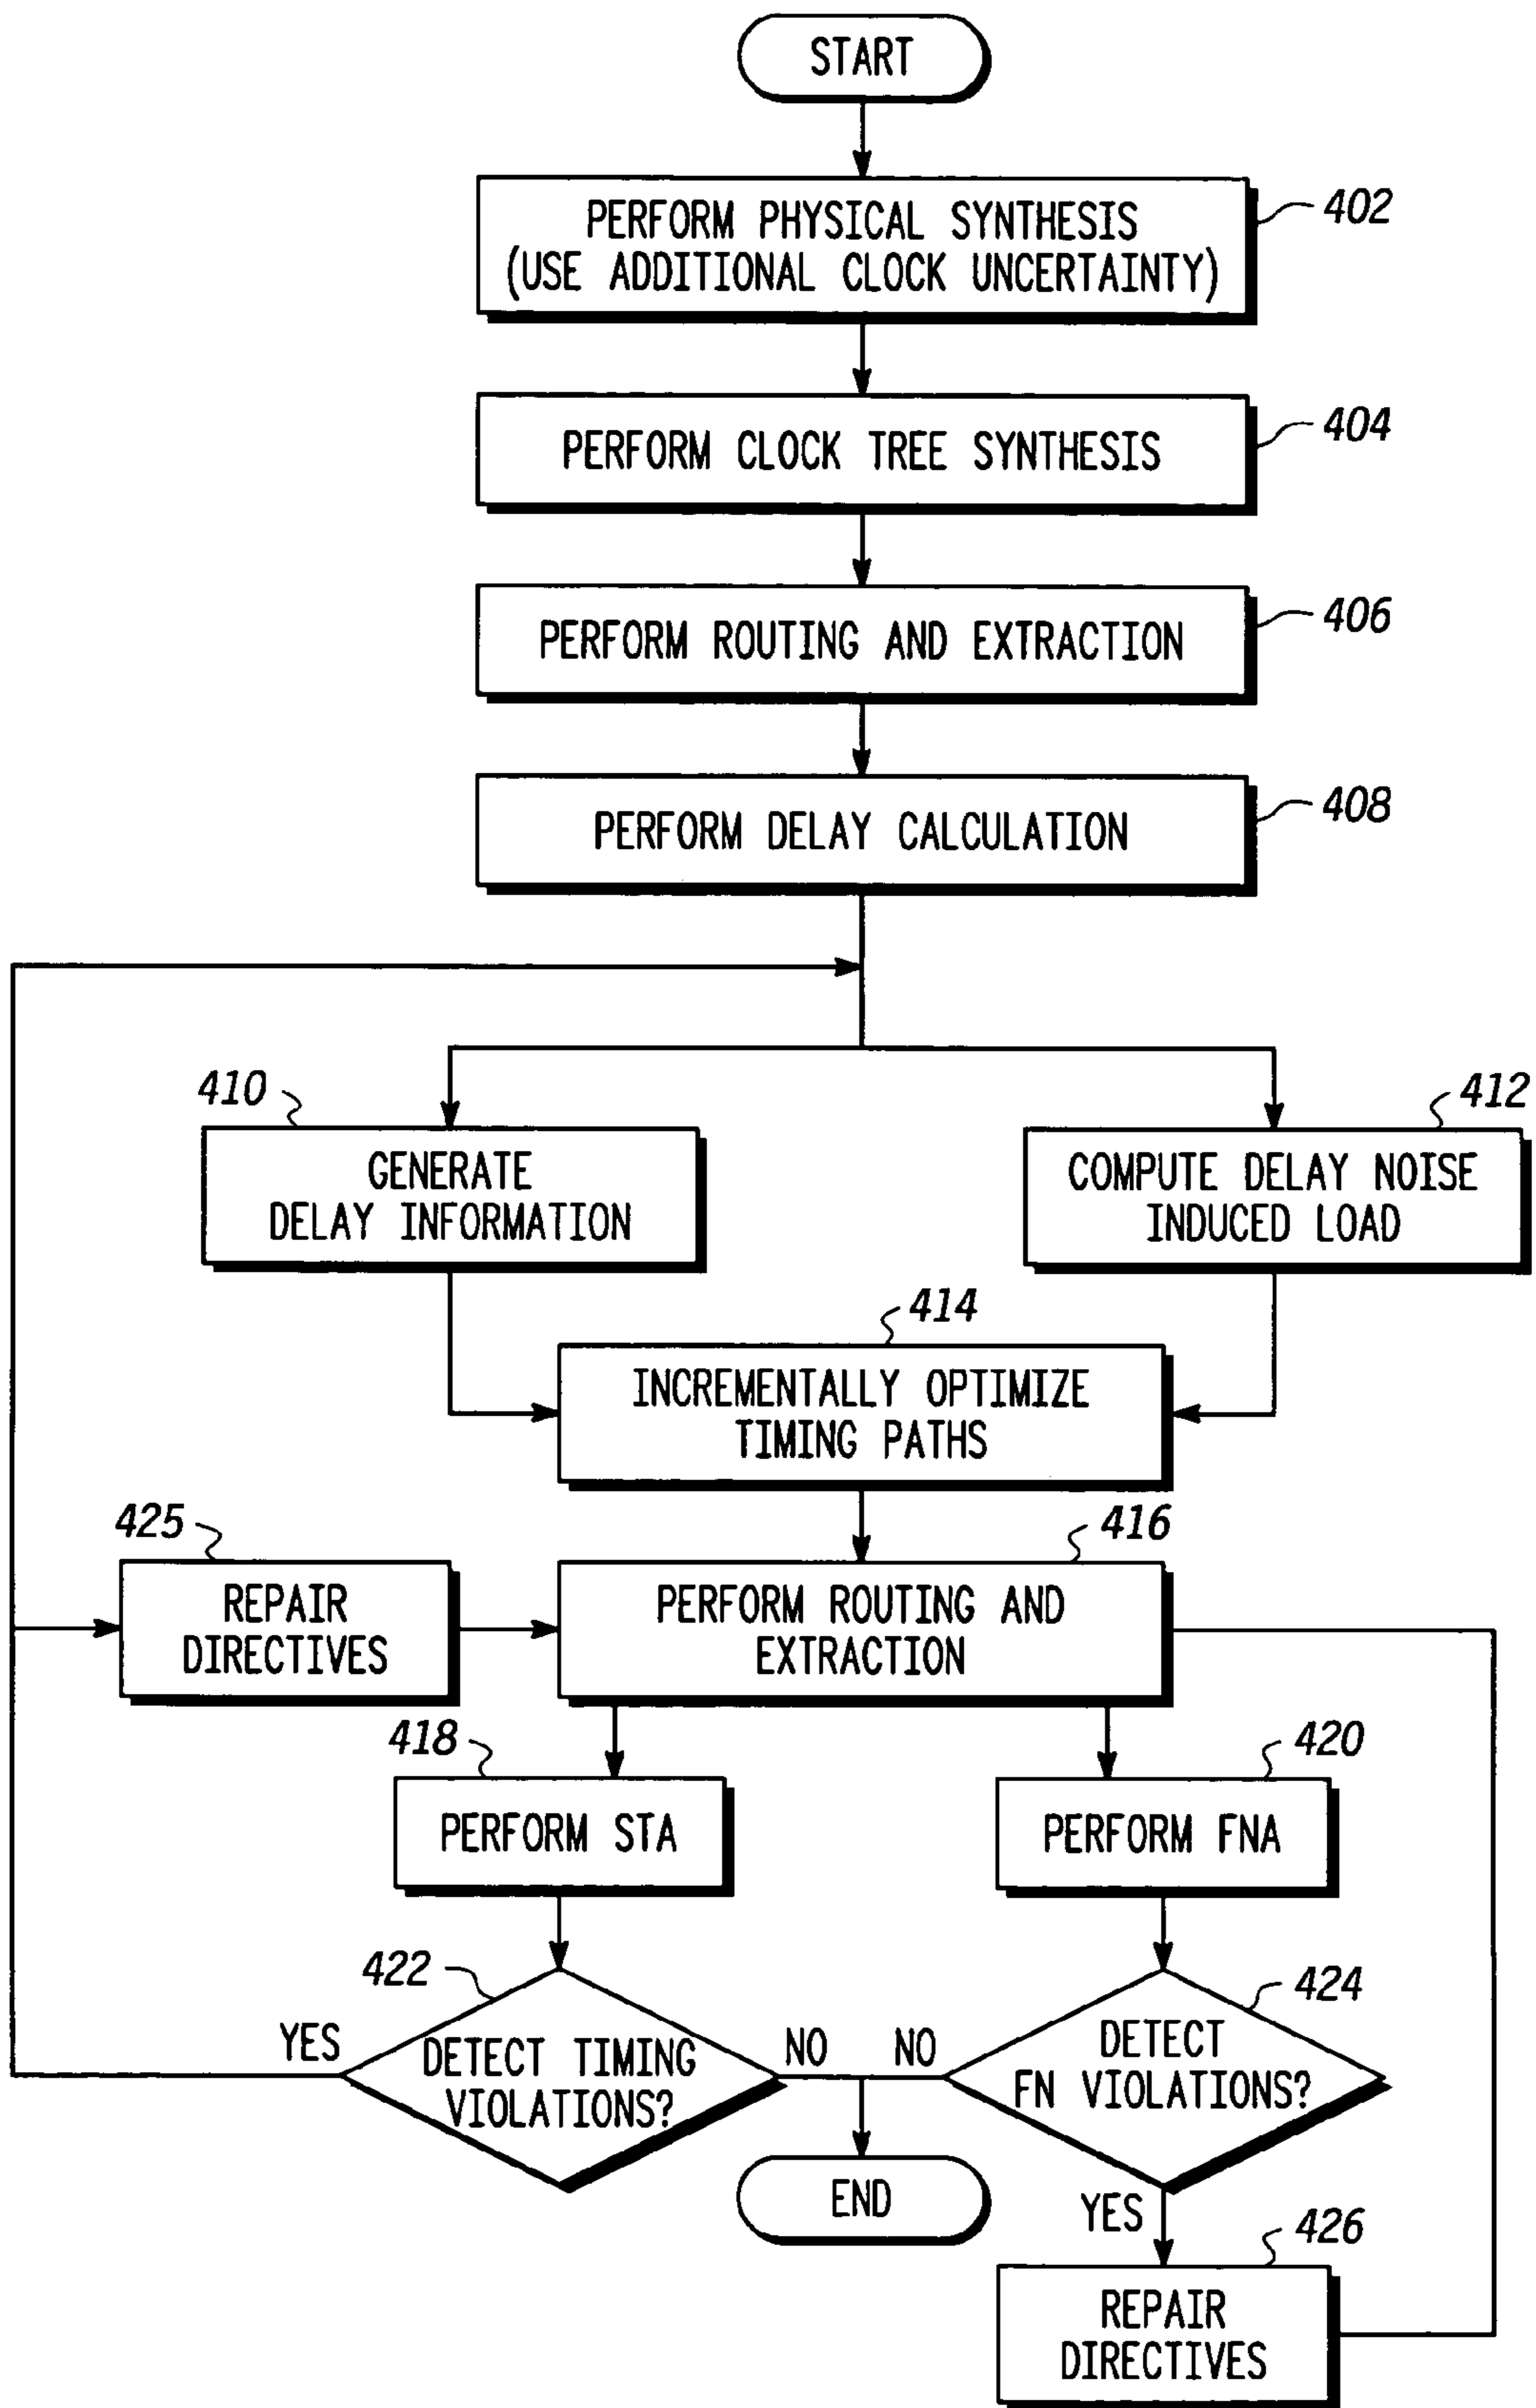 START
PERFORM PHYSICAL SYNTHESIS
(USE ADDITIONAL CLOCK UNCERTAINTY)
402
PERFORM CLOCK TREE SYNTHESIS
404
PERFORM ROUTING AND EXTRACTION
406
PERFORM DELAY CALCULATION
408
410
GENERATE
DELAY INFORMATION
412
COMPUTE DELAY NOISE
INDUCED LOAD
414
INCREMENTALLY OPTIMIZE
TIMING PATHS
425
REPAIR
DIRECTIVES
416
PERFORM ROUTING AND
EXTRACTION
418
PERFORM STA
420
PERFORM FNA
422
YES
DETECT TIMING
VIOLATIONS?
NO
NO
424
DETECT
FN VIOLATIONS?
END
YES
426
REPAIR
DIRECTIVES